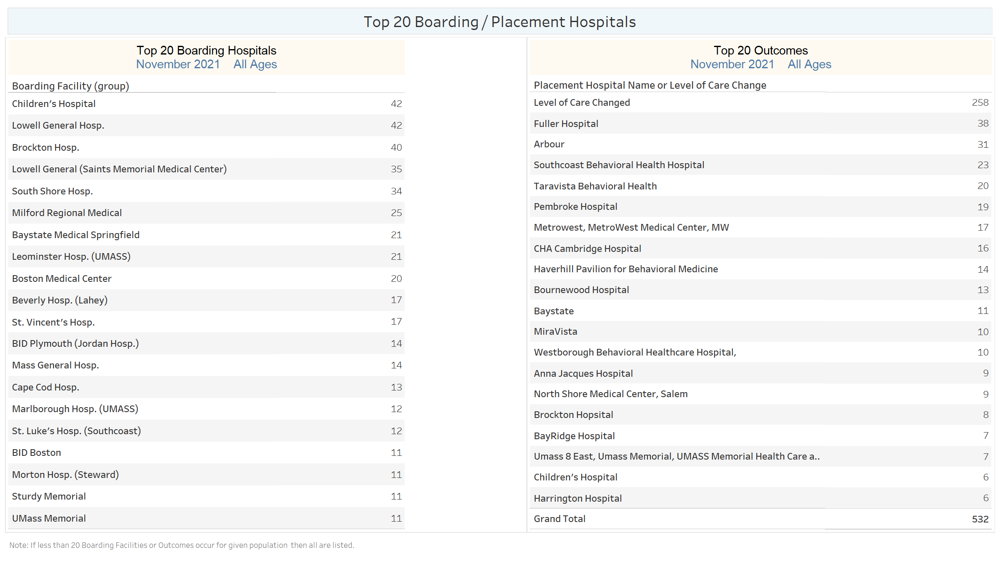 Top 20 Boarding / Placement Hospitals
Top 20 Boarding Hospitals
November 2021 All Ages
Boarding Facility (group)
Children's Hospital 42
Lowell General Hosp. 42
Brockton Hosp. 40
Lowell General (Saints Memorial Medical Center) 35
South Shore Hosp. 34
Milford Regional Medical 25
Baystate Medical Springfield 21
Leominster Hosp. (UMASS) 21
Boston Medical Center 20
Beverly Hosp. (Lahey) 17
St. Vincent's Hosp. 17
BID Plymouth (Jordan Hosp.) 14
Mass General Hosp. 14
Cape Cod Hosp. 13
Marlborough Hosp. (UMASS) 12
St. Luke's Hosp. (Southcoast) 12
BID Boston 11
Morton Hosp. (Steward) 11
Sturdy Memorial 11
UMass Memorial 11
Top 20 Outcomes
November 2021 All Ages
Placement Hospital Name or Level of Care Change
Level of Care Changed 258
Fuller Hospital 38
Arbour 31
Southcoast Behavioral Health Hospital 23
Taravista Behavioral Health 20
Pembroke Hospital 19
Metrowest, MetroWest Medical Center, MW 17
CHA Cambridge Hospital 16
Haverhill Pavilion for Behavioral Medicine 14
Bournewood Hospital 13
Baystate 11
MiraVista 10
Westborough Behavioral Healthcare Hospital, 10
Anna Jacques Hospital 9
North Shore Medical Center, Salem 9
Brockton Hopsital 8
BayRidge Hospital 7
Umass 8 East, Umass Memorial, UMASS Memorial Health Care a.. 7
Children's Hospital 6
Harrington Hospital 6
Grand Total 532
Note: If less than 20 Boarding Facilities or Outcomes occur for given population then all are listed.